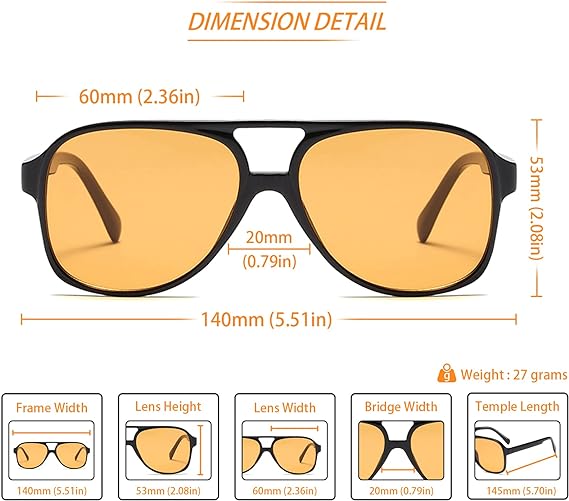 DIMENSION DETAIL
60mm (2.36in)
53mm (2.08in)
20mm
(0.79in)
140mm (5.51in)
g Weight : 27 grams
Frame Width
140mm (5.51in)
Lens Height
53mm (2.08in)
Lens Width
60mm (2.36in)
Bridge Width
20mm (0.79in)
Temple Length
145mm (5.70in)